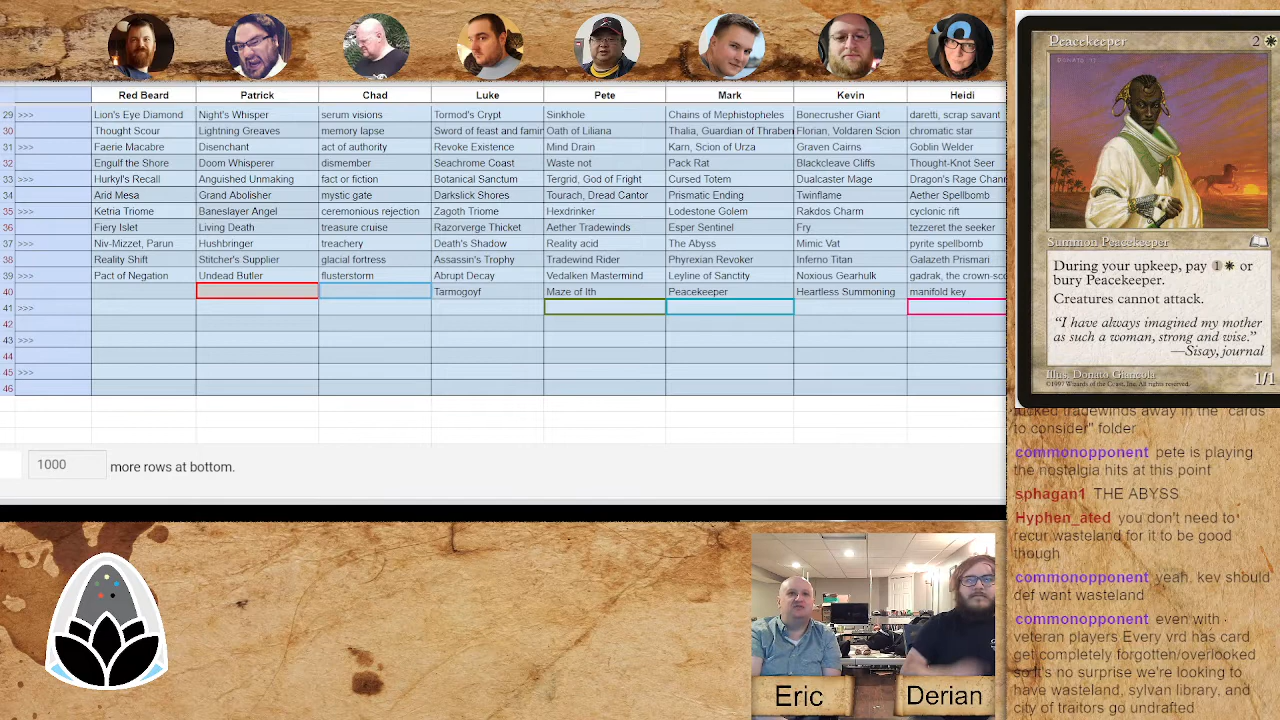 Red Beard Patrick Chad Luke Pete Mark Kevin Heidi
29 >>> Lion's Eye Diamond Night's Whisper serum visions Tormod's Crypt Sinkhole Chains of Mephistopheles Bonecrusher Giant daretti, scrap savant
30 Thought Scour Lightning Greaves memory lapse Sword of feast and famin Oath of Liliana Thalia, Guardian of Thraben Florian, Voldaren Scion chromatic star
31 >>> Faerie Macabre Disenchant act of authority Revoke Existence Mind Drain Karn, Scion of Urza Graven Cairns Goblin Welder
32 Engulf the Shore Doom Whisperer dismember Seachrome Coast Waste not Pack Rat Blackcleave Cliffs Thought-Knot Seer
33 >>> Hurkyl's Recall Anguished Unmaking fact or fiction Botanical Sanctum Tergrid, God of Fright Cursed Totem Dualcaster Mage Dragon's Rage Chan
34 Arid Mesa Grand Abolisher mystic gate Darkslick Shores Tourach, Dread Cantor Prismatic Ending Twinflame Aether Spellbomb
35 >>> Ketria Triome Baneslayer Angel ceremonious rejection Zagoth Triome Hexdrinker Lodestone Golem Rakdos Charm cyclonic rift
36 Fiery Islet Living Death treasure cruise Razorverge Thicket Aether Tradewinds Esper Sentinel Fry tezzeret the seeker
37 >>> Niv-Mizzet, Parun Hushbringer treachery Death's Shadow Reality acid The Abyss Mimic Vat pyrite spellbomb
38 Reality Shift Stitcher's Supplier glacial fortress Assassin's Trophy Tradewind Rider Phyrexian Revoker Inferno Titan Galazeth Prismari
39 >>> Pact of Negation Undead Butler flusterstorm Abrupt Decay Vedalken Mastermind Leyline of Sanctity Noxious Gearhulk gadrak, the crown-sc
40 Tarmogoyf Maze of Ith Peacekeeper Heartless Summoning manifold key
41 >>>
42
43 >>>
44
45 >>>
46
1000 more rows at bottom.
Peacekeeper 2
DONATO
Summon Peacekeeper
During your upkeep, pay 1 or
bury Peacekeeper.
Creatures cannot attack.
"I have always imagined my mother
as such a woman, strong and wise."
—Sisay, journal
Illus. Donato Giancola
©1997 Wizards of the Coast, Inc. All rights reserved.
1/1
tucked tradewinds away in the "cards
to consider" folder
commonopponent pete is playing
the nostalgia hits at this point
sphagan1 THE ABYSS
Hyphen_ated you don't need to
recur wasteland for it to be good
though
commonopponent yeah, kev should
def want wasteland
commonopponent even with
veteran players Every vrd has card
get completely forgotten/overlooked
so it's no surprise we're looking to
have wasteland, sylvan library, and
city of traitors go undrafted
Eric
Derian